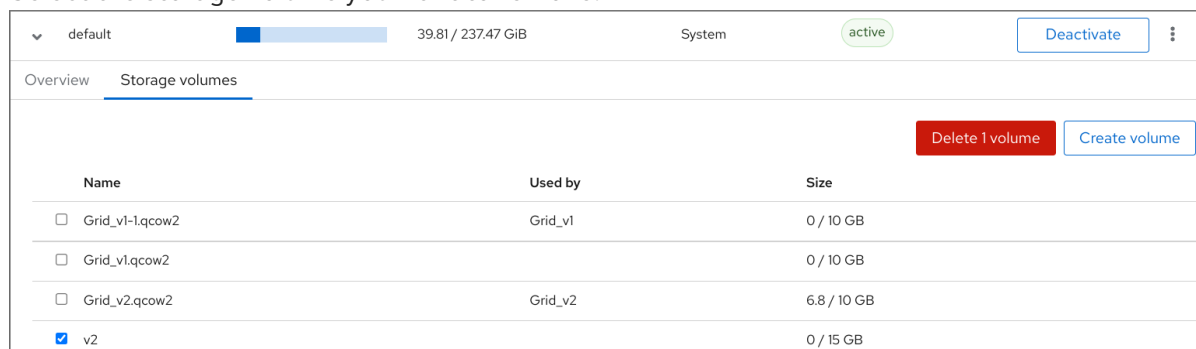 default 39.81 / 237.47 GiB System active Deactivate
Overview Storage volumes
Delete 1 volume Create volume
Name Used by Size
Grid_v1-1.qcow2 Grid_v1 0 / 10 GB
Grid_v1.qcow2 0 / 10 GB
Grid_v2.qcow2 Grid_v2 6.8 / 10 GB
v2 0 / 15 GB